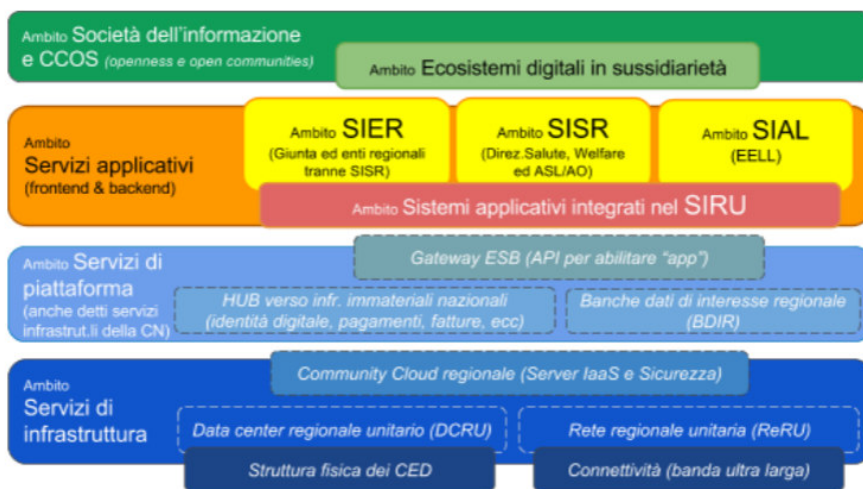 Ambito Società dell'informazione
e CCOS (openness e open communities)
Ambito Ecosistemi digitali in sussidiarietà
Ambito
Servizi applicativi
(frontend & backend)
Ambito SIER
(Giunta ed enti regionali
tranne SISR)
Ambito SISR
(Direz.Salute, Welfare
ed ASL/AO)
Ambito SIAL
(EELL)
Ambito Sistemi applicativi integrati nel SIRU
Ambito Servizi di
piattaforma
(anche detti servizi
infrastrut.li della CN)
Gateway ESB (API per abilitare “app”)
HUB verso infr. immateriali nazionali
(identità digitale, pagamenti, fatture, ecc)
Banche dati di interesse regionale
(BDIR)
Ambito
Servizi di
infrastruttura
Community Cloud regionale (Server IaaS e Sicurezza)
Data center regionale unitario (DCRU)
Rete regionale unitaria (ReRU)
Struttura fisica dei CED
Connettività (banda ultra larga)